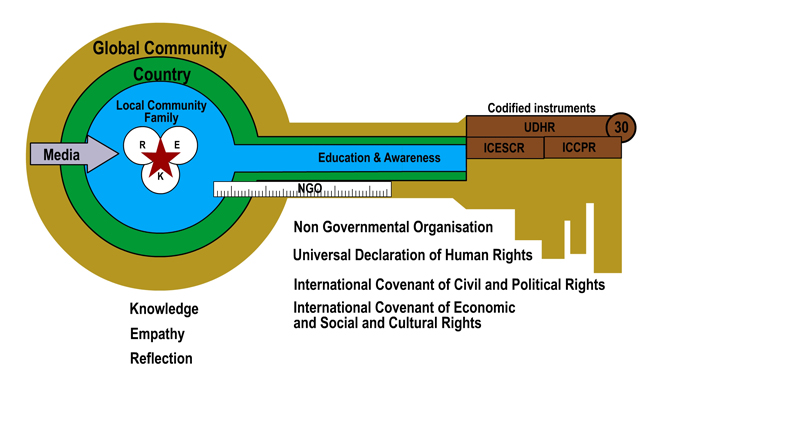 Global Community
Country
Local Community
Family
R
E
K
Media
Education & Awareness
NGO
Codified instruments
UDHR
30
ICESCR
ICCPR
Non Governmental Organisation
Universal Declaration of Human Rights
International Covenant of Civil and Political Rights
International Covenant of Economic
and Social and Cultural Rights
Knowledge
Empathy
Reflection